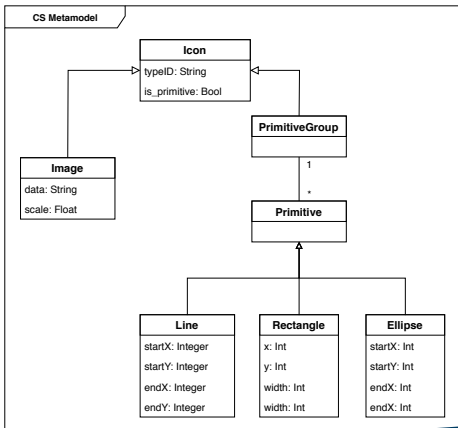 CS Metamodel
Icon
typeID: String
is_primitive: Bool
PrimitiveGroup
1
*
Image
data: String
scale: Float
Primitive
Line
startX: Integer
startY: Integer
endX: Integer
endY: Integer
Rectangle
x: Int
y: Int
width: Int
width: Int
Ellipse
startX: Int
startY: Int
endX: Int
endX: Int